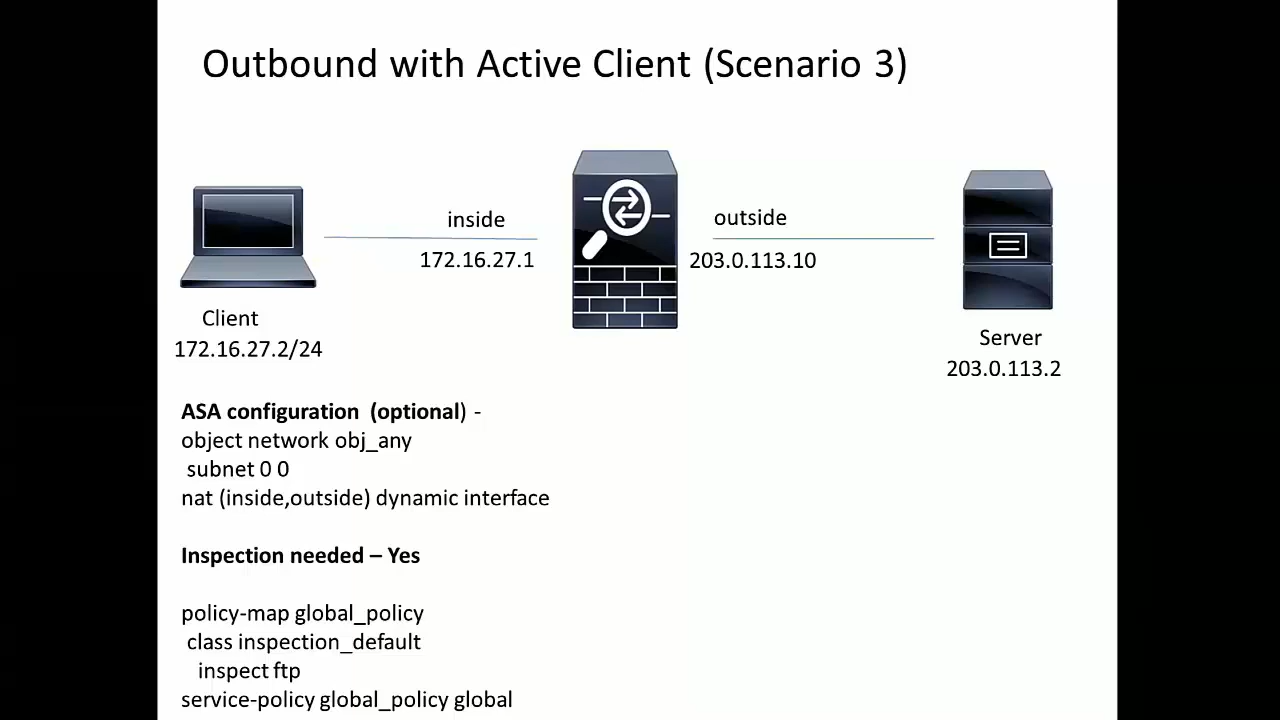 Outbound with Active Client (Scenario 3)
inside
outside
172.16.27.1
203.0.113.10
Client
172.16.27.2/24
Server
203.0.113.2
ASA configuration (optional) -
object network obj_any
subnet 0 0
nat (inside,outside) dynamic interface
Inspection needed – Yes
policy-map global_policy
class inspection_default
inspect ftp
service-policy global_policy global